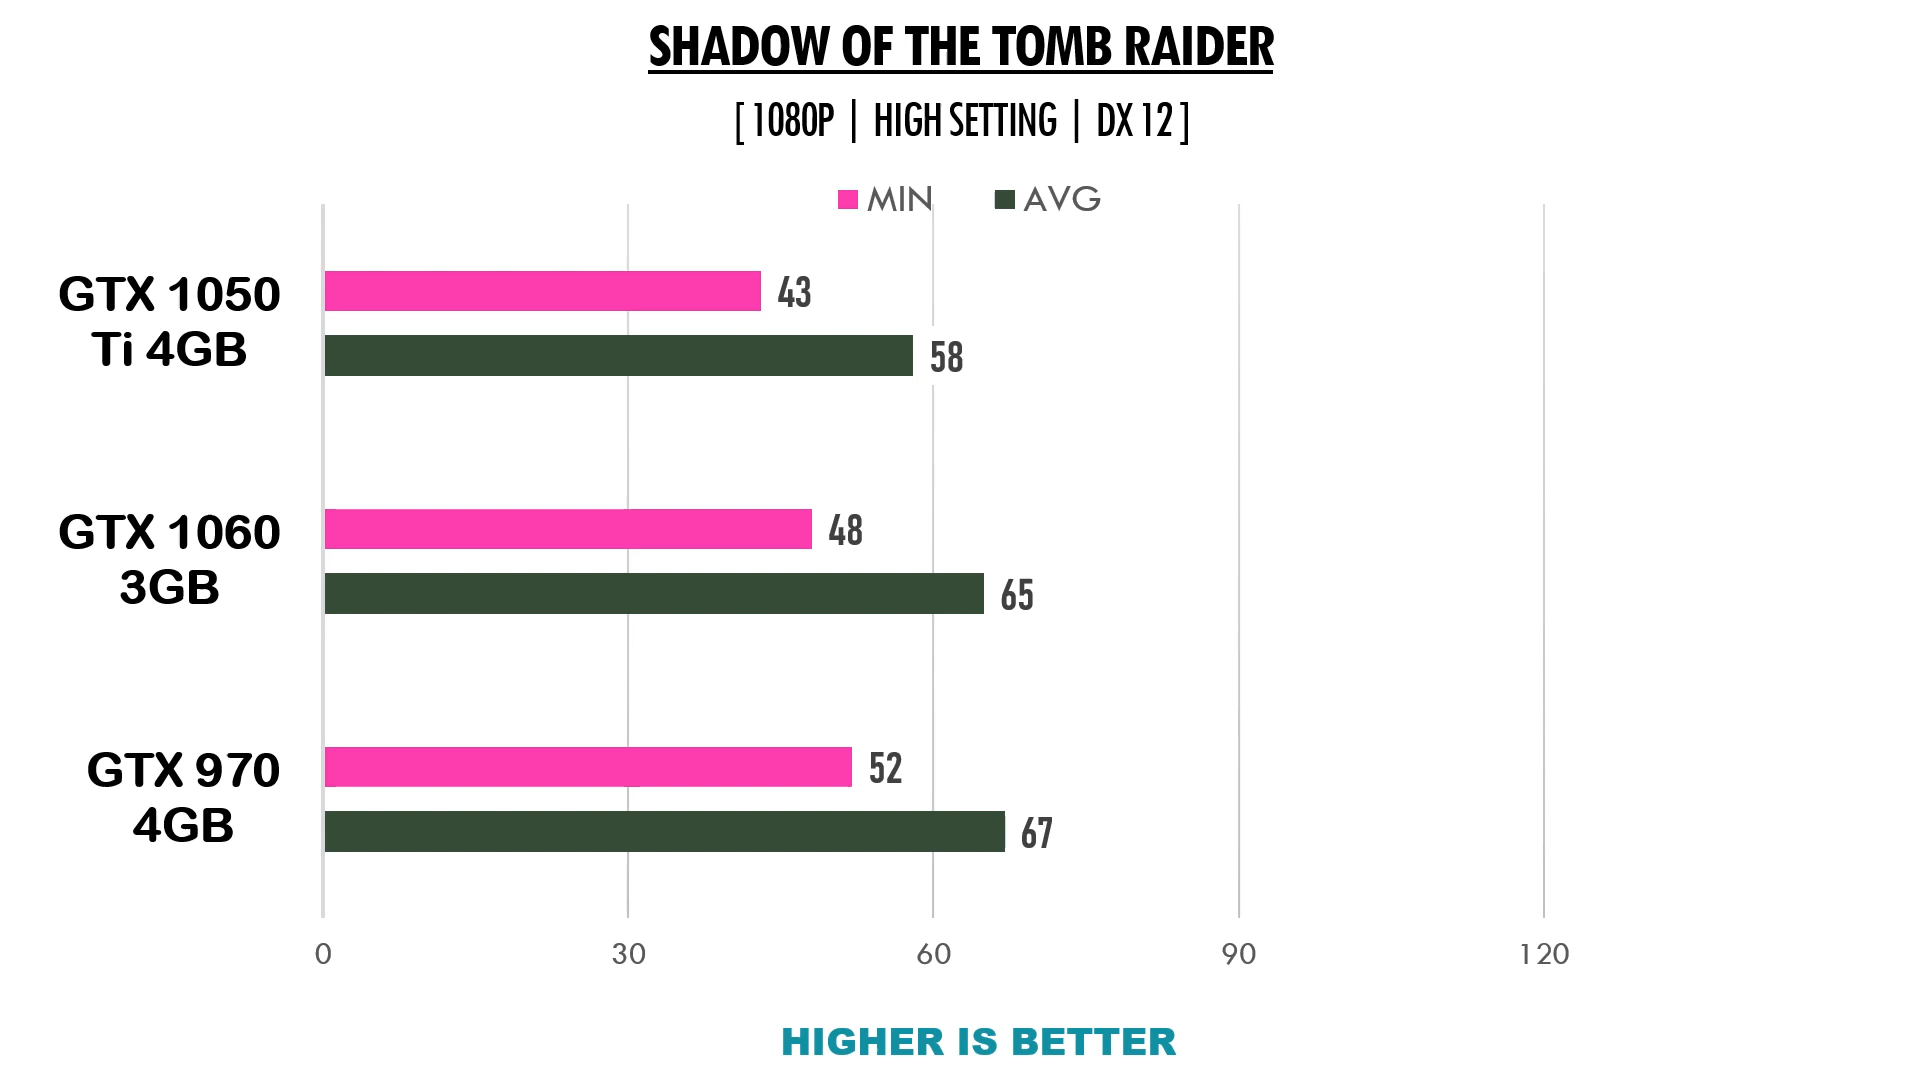 SHADOW OF THE TOMB RAIDER
[ 1080P | HIGH SETTING | DX 12 ]
MIN AVG
GTX 1050
Ti 4GB
43
58
GTX 1060
3GB
48
65
GTX 970
4GB
52
67
0 30 60 90 120
HIGHER IS BETTER